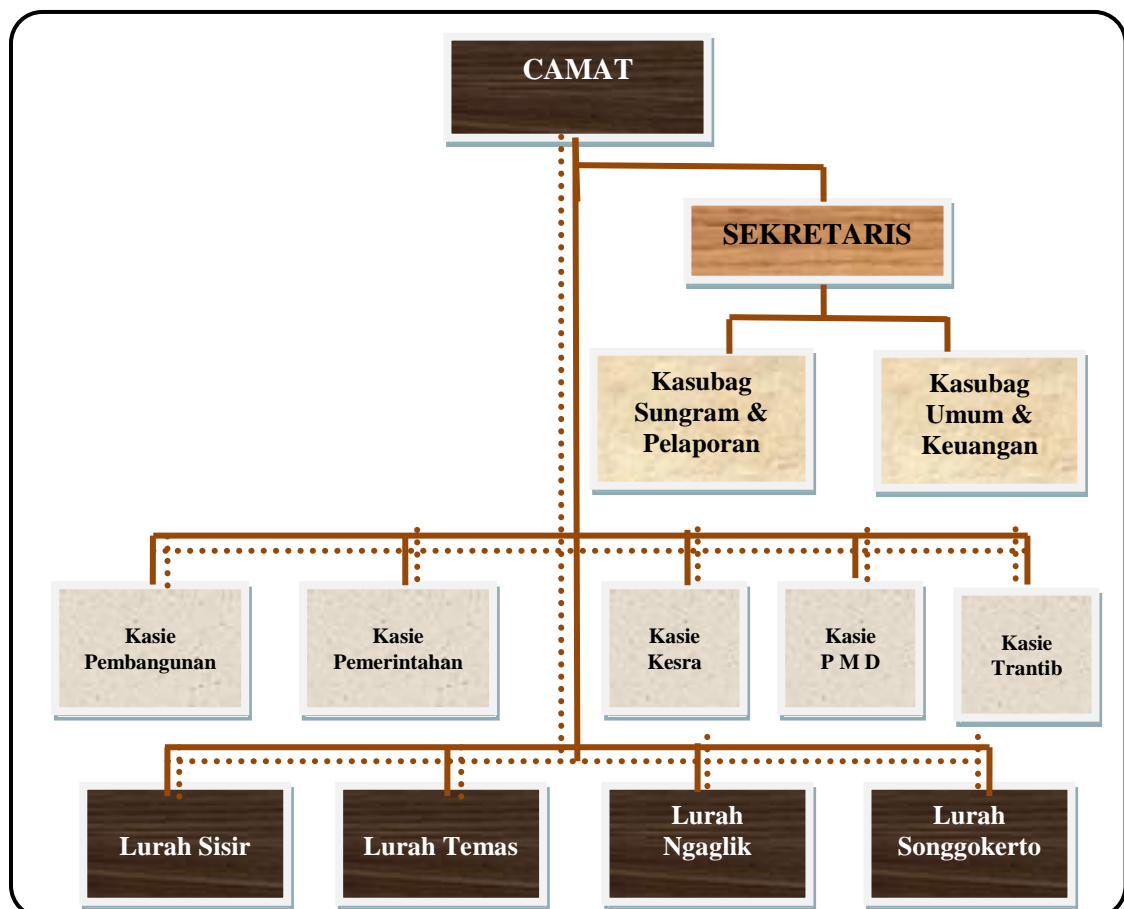 CAMAT
SEKRETARIS
Kasubag
Sungram &
Pelaporan
Kasubag
Umum &
Keuangan
Kasie
Pembangunan
Kasie
Pemerintahan
Kasie
Kesra
Kasie
P M D
Kasie
Trantib
Lurah Sisir
Lurah Temas
Lurah
Ngaglik
Lurah
Songgokerto